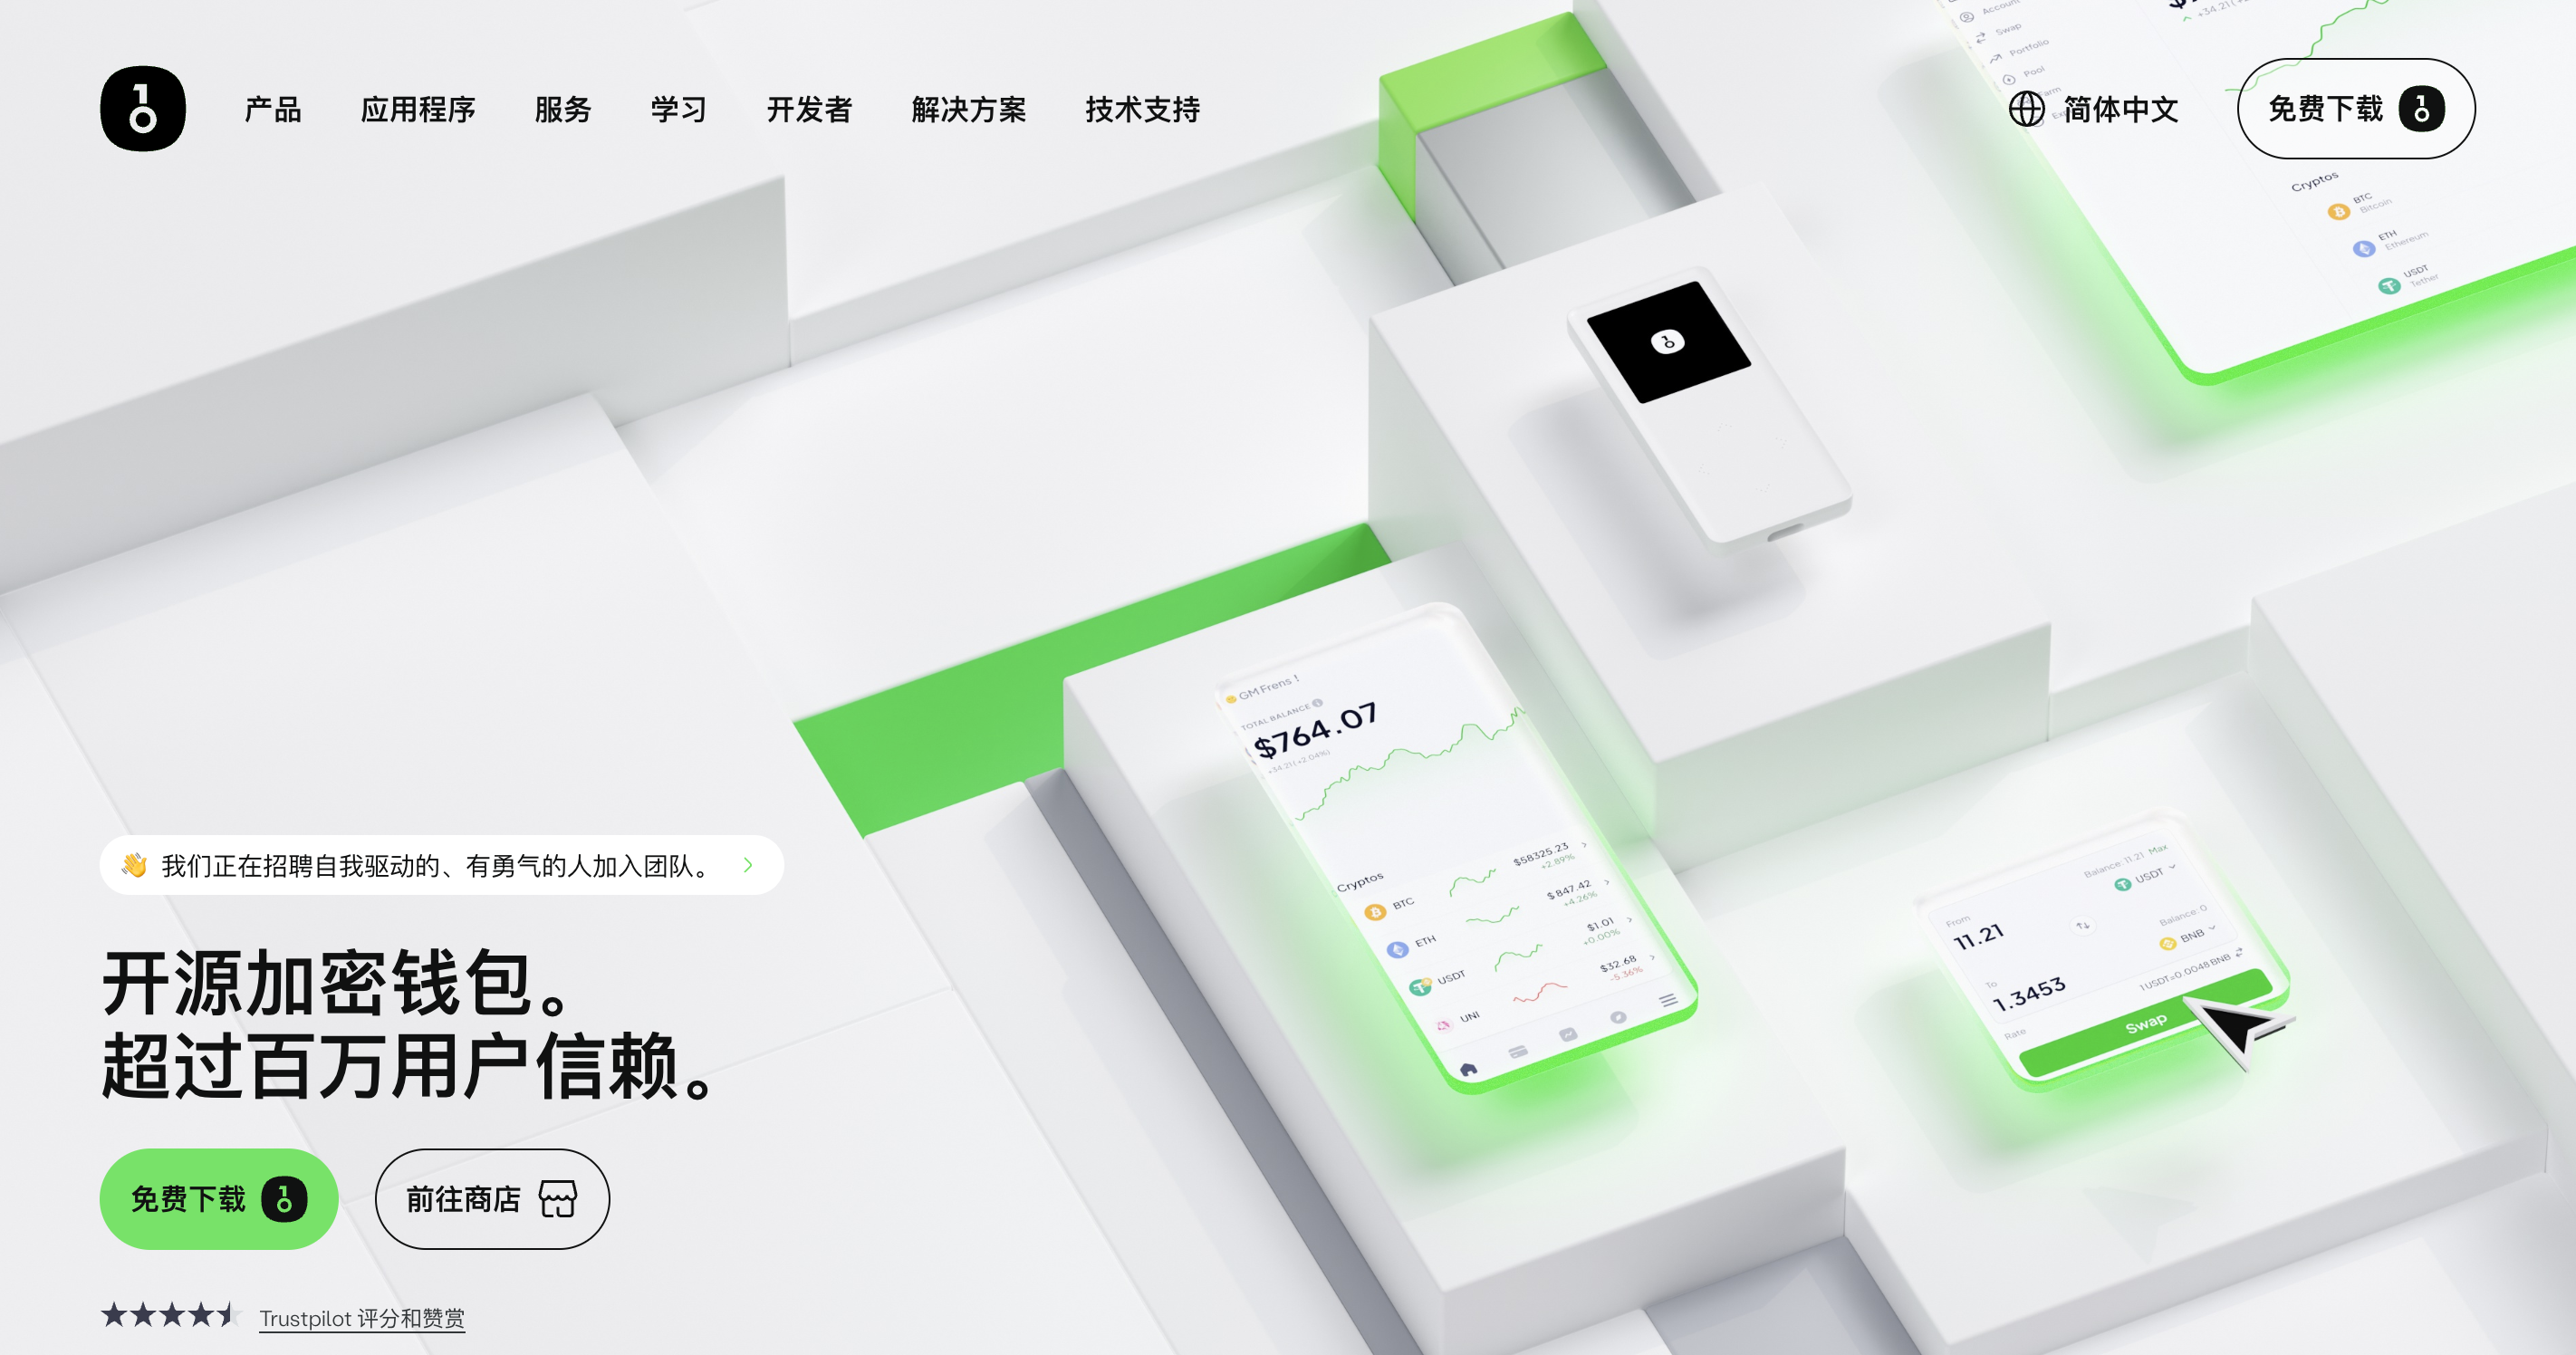 产品 应用程序 服务 学习 开发者 解决方案 技术支持
简体中文 免费下载
Account
Swap
Portfolio
Pool
Farm
Cryptos
BTC
Bitcoin
ETH
Ethereum
USDT
Tether
GM Frens !
TOTAL BALANCE
$764.07
+34.21 (+2.04%)
Cryptos
BTC $58325.23
+2.89%
ETH $847.42
+4.26%
USDT $1.01
+0.00%
UNI $32.68
-5.36%
From Balance: 11.21 Max
11.21 USDT
To Balance: 0
1.3453 BNB
Rate 1 USDT=0.0048 BNB
Swap
👋 我们正在招聘自我驱动的、有勇气的人加入团队。
开源加密钱包。
超过百万用户信赖。
免费下载 前往商店
Trustpilot 评分和赞赏